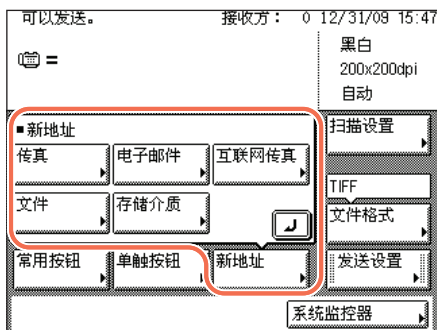 可以发送。 接收方： 0 12/31/09 15:47
黑白
200x200dpi
自动
■新地址
扫描设置
传真 电子邮件 互联网传真
TIFF
文件 存储介质
文件格式
常用按钮 单触按钮 新地址 发送设置
系统监控器